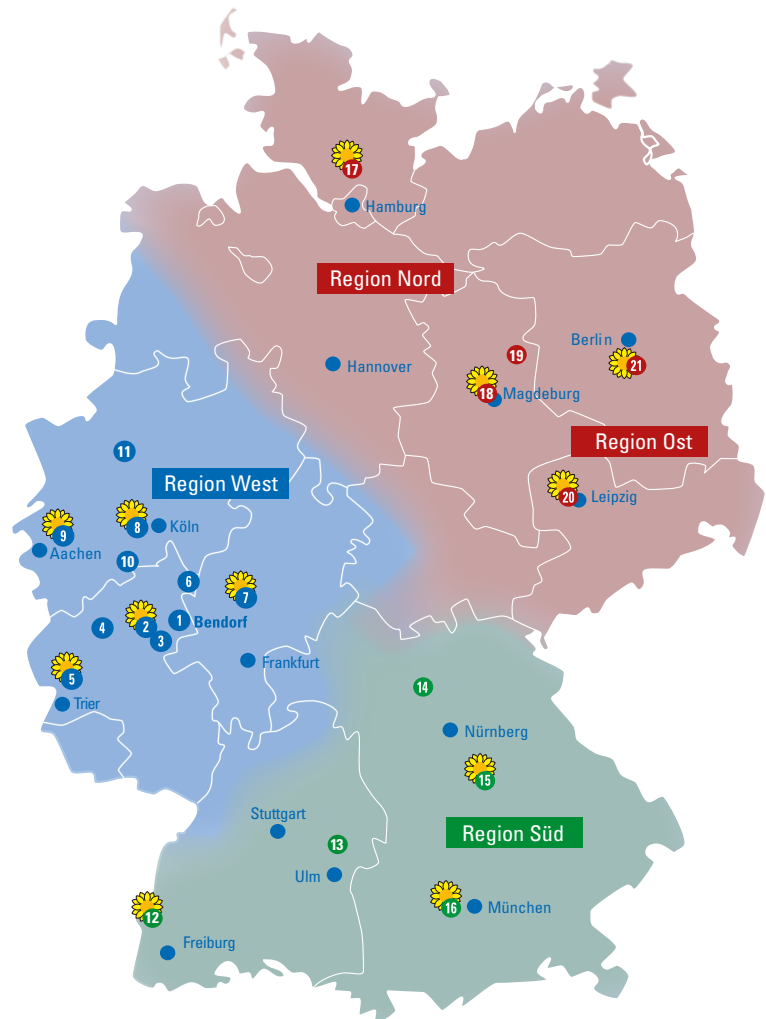 17
Hamburg
Region Nord
Berlin
19
Hannover
21
18
Magdeburg
Region Ost
11
Region West
20
Leipzig
9
8
Köln
Aachen
10
6
7
1
Bendorf
2
4
3
Frankfurt
5
14
Trier
Nürnberg
15
Stuttgart
Region Süd
13
Ulm
16
München
12
Freiburg